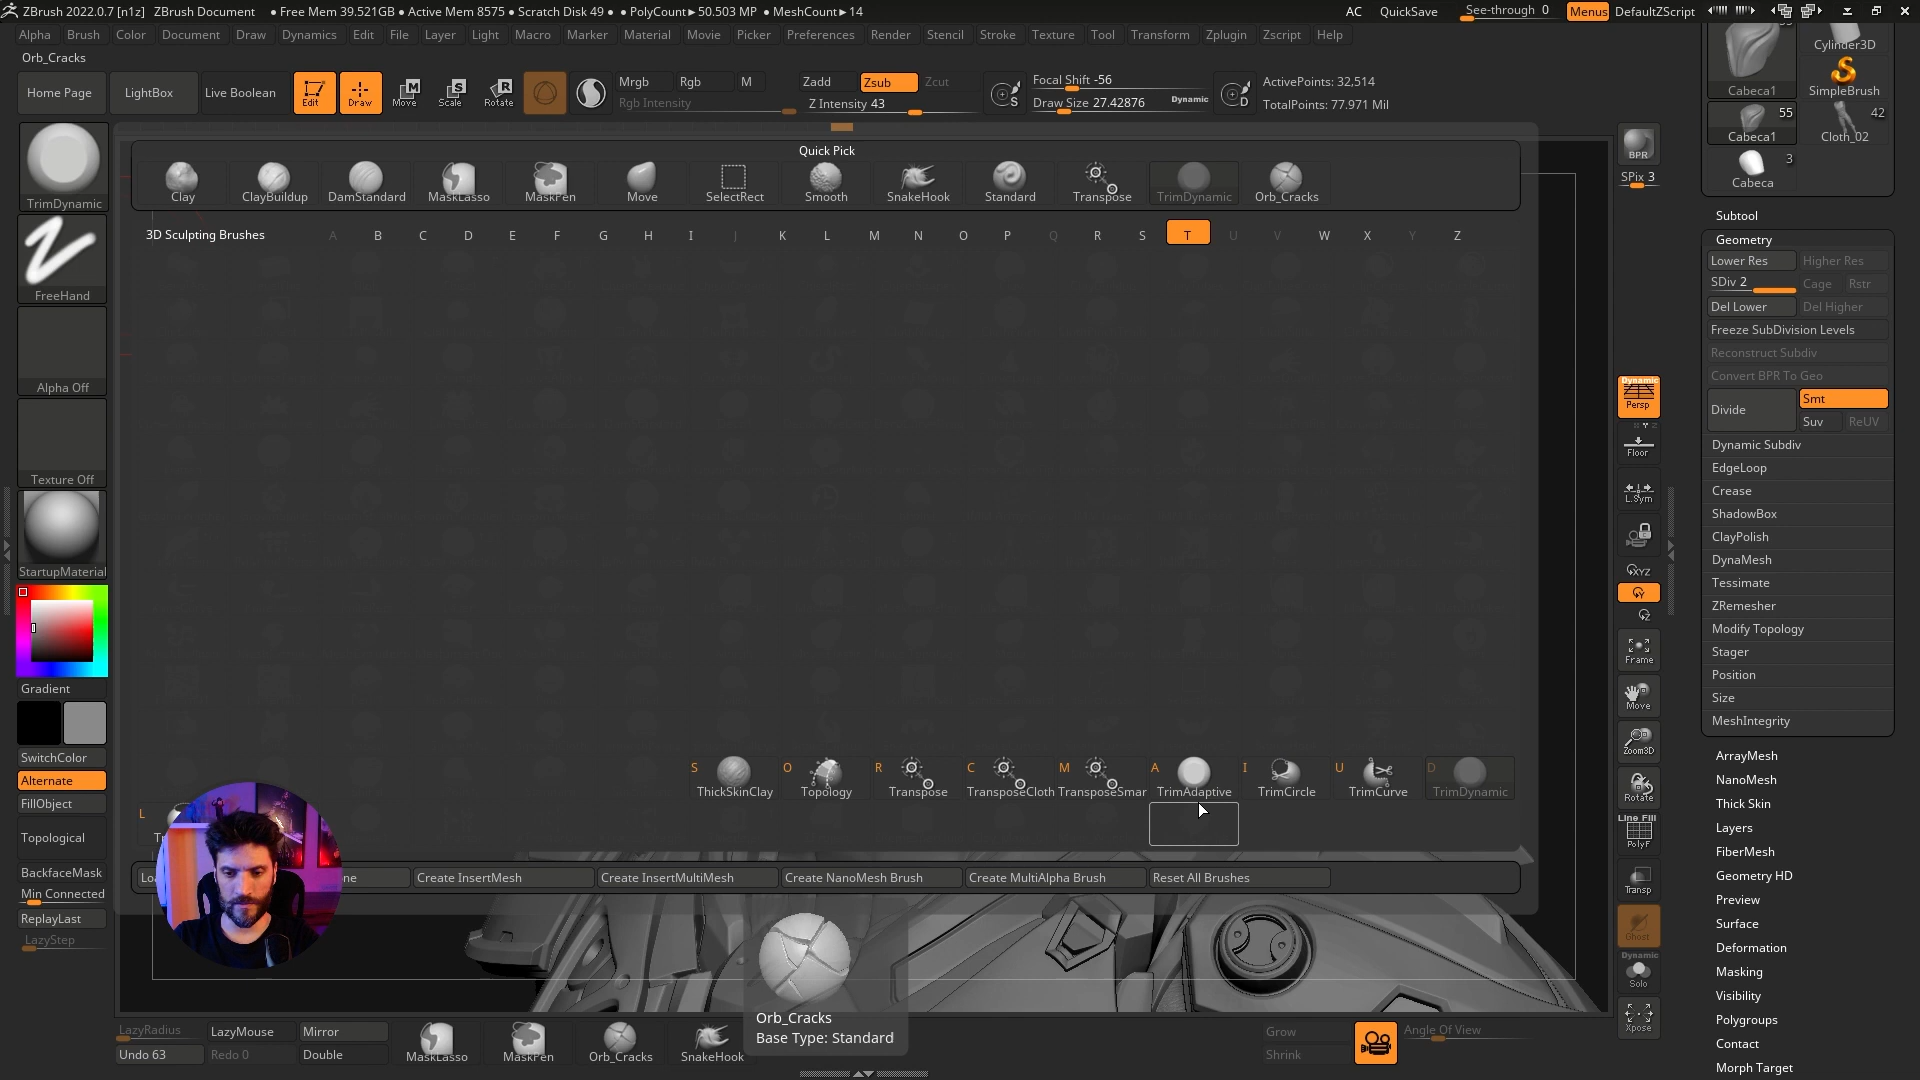 ZBrush 2022.0.7 [n1z] ZBrush Document ● Free Mem 39.521GB ● Active Mem 8575 ● Scratch Disk 49 ● ● PolyCount► 50.503 MP ● MeshCount► 14 AC QuickSave See-through 0 Menus DefaultZScript
Alpha Brush Color Document Draw Dynamics Edit File Layer Light Macro Marker Material Movie Picker Preferences Render Stencil Stroke Texture Tool Transform Zplugin Zscript Help
Orb_Cracks
Home Page LightBox Live Boolean Edit Draw Move Scale Rotate
Mrgb Rgb M
Rgb Intensity
Zadd Zsub Zcut
Z Intensity 43
Focal Shift -56
Draw Size 27.42876 Dynamic
ActivePoints: 32,514
TotalPoints: 77.971 Mil
TrimDynamic
FreeHand
Alpha Off
Texture Off
StartupMaterial
Gradient
SwitchColor
Alternate
FillObject
Topological
BackfaceMask
Min Connected
ReplayLast
LazyStep
Quick Pick
Clay ClayBuildup DamStandard MaskLasso MaskPen Move SelectRect Smooth SnakeHook Standard Transpose TrimDynamic Orb_Cracks
3D Sculpting Brushes A B C D E F G H I J K L M N O P Q R S T U V W X Y Z
S ThickSkinClay O Topology R Transpose C TransposeCloth M TransposeSmar A TrimAdaptive I TrimCircle U TrimCurve D TrimDynamic
L
Create InsertMesh Create InsertMultiMesh Create NanoMesh Brush Create MultiAlpha Brush Reset All Brushes
Orb_Cracks
Base Type: Standard
LazyRadius LazyMouse Mirror
Undo 63 Redo 0 Double
MaskLasso MaskPen Orb_Cracks SnakeHook
Grow
Shrink
Angle Of View
BPR
SPix 3
Dynamic
Persp
Floor
L.Sym
XYZ
Y
Z
Frame
Move
Zoom3D
Rotate
Line Fill
PolyF
Transp
Ghost
Dynamic
Solo
Xpose
Cylinder3D
Cabeca1 SimpleBrush
55 42
Cabeca1 Cloth_02
3
Cabeca
Subtool
Geometry
Lower Res Higher Res
SDiv 2 Cage Rstr
Del Lower Del Higher
Freeze SubDivision Levels
Reconstruct Subdiv
Convert BPR To Geo
Divide Smt
Suv ReUV
Dynamic Subdiv
EdgeLoop
Crease
ShadowBox
ClayPolish
DynaMesh
Tessimate
ZRemesher
Modify Topology
Stager
Position
Size
MeshIntegrity
ArrayMesh
NanoMesh
Thick Skin
Layers
FiberMesh
Geometry HD
Preview
Surface
Deformation
Masking
Visibility
Polygroups
Contact
Morph Target